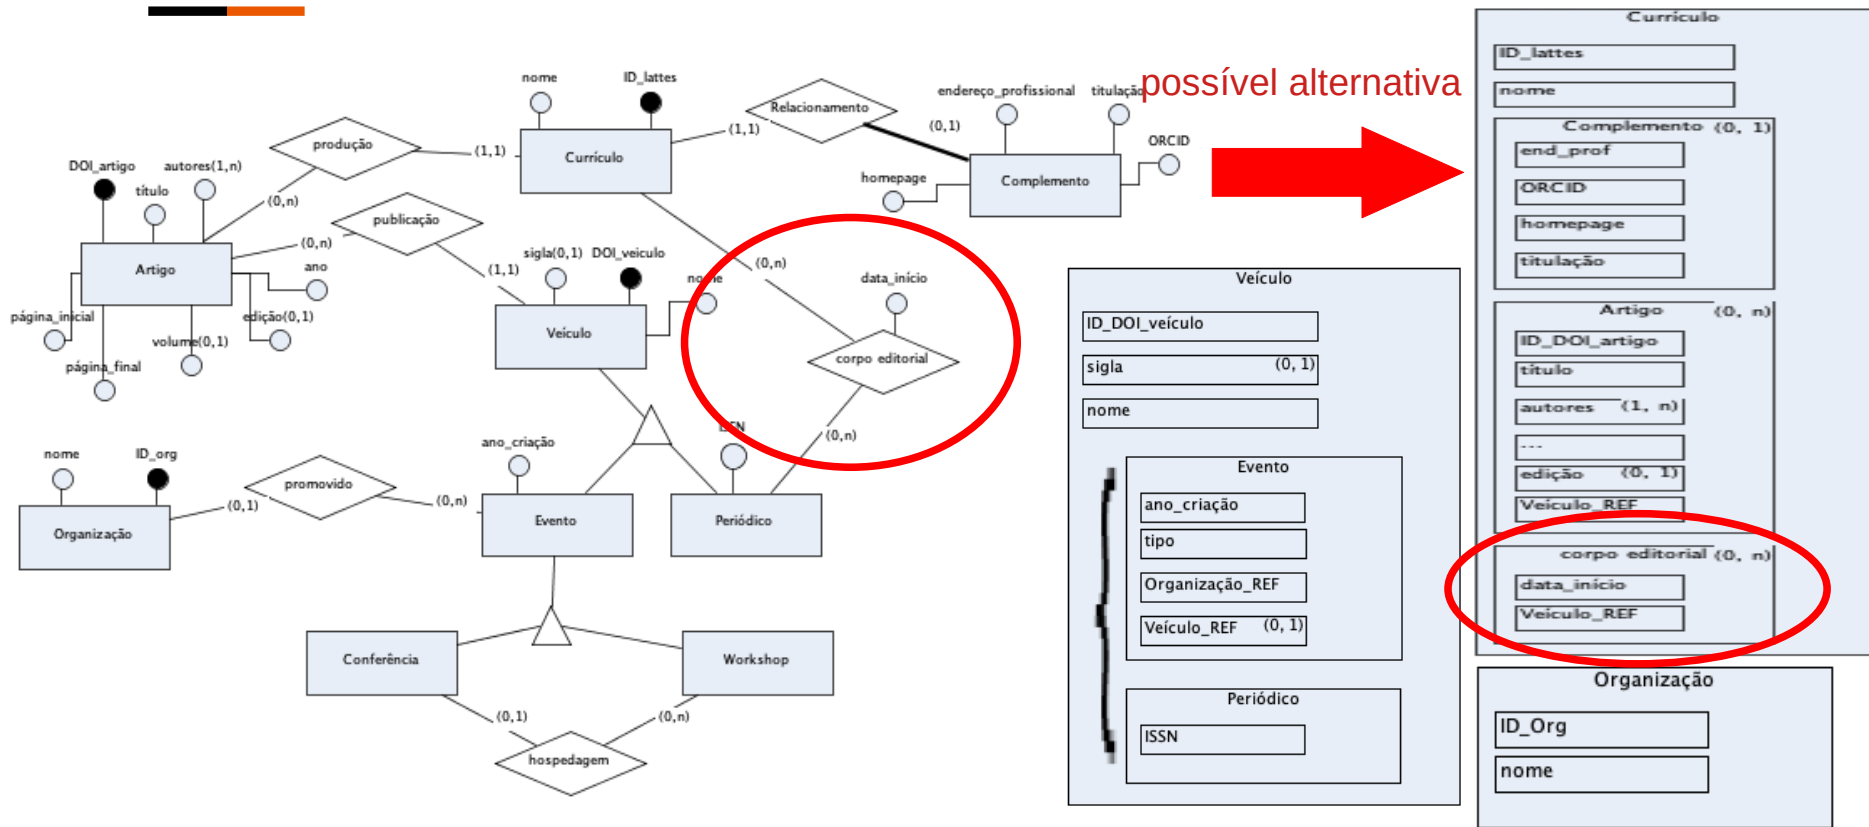 possível alternativa
nome
ID_lattes
Relacionamento
endereço_profissional
titulação
(0,1)
(1,1)
ORCID
produção
(1,1)
Currículo
Complemento
homepage
DOI_artigo
autores(1,n)
título
(0,n)
publicação
(0,n)
(1,1)
sigla(0,1)
DOI_veiculo
nome
(0,n)
data_início
Artigo
ano
página_inicial
edição(0,1)
volume(0,1)
página_final
Veículo
corpo editorial
(0,n)
nome
ID_org
promovido
ano_criação
(0,1)
(0,n)
Organização
Evento
Periódico
Conferência
Workshop
(0,1)
(0,n)
hospedagem
Veículo
ID_DOI_veículo
sigla (0, 1)
nome
Evento
ano_criação
tipo
Organização_REF
Veículo_REF (0, 1)
Periódico
ISSN
Currículo
ID_lattes
nome
Complemento (0, 1)
end_prof
ORCID
homepage
titulação
Artigo (0, n)
ID_DOI_artigo
título
autores (1, n)
...
edição (0, 1)
Veículo_REF
corpo editorial (0, n)
data_início
Veículo_REF
Organização
ID_Org
nome